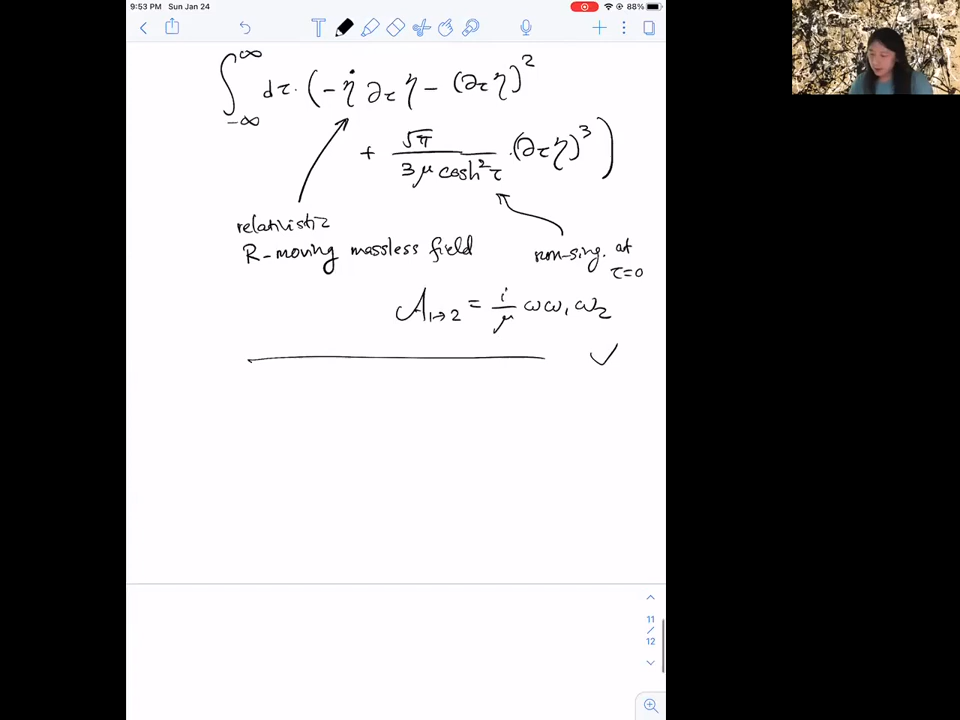 9:53 PM Sun Jan 24
88%
T
∫_{-∞}^{∞} dτ · ( - η̇ ∂_τ η - (∂_τ η)²
+ √π / (3μ cosh² τ) · (∂_τ η)³ )
relativistic
R-moving massless field
non-sing. at
τ=0
A_{1→2} = i/μ ω ω₁ ω₂
✓
11
/
12